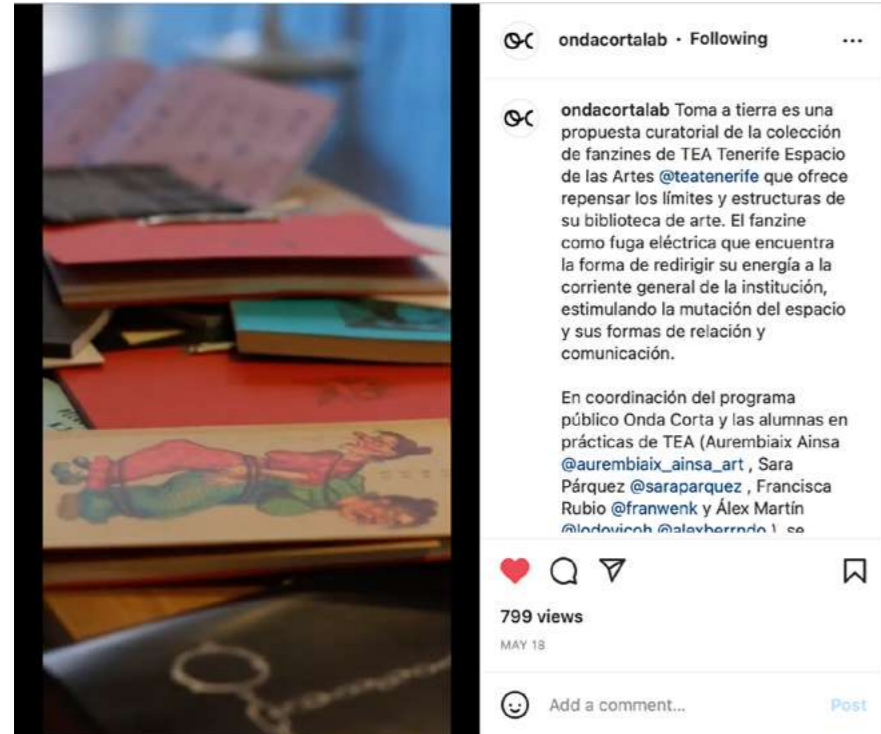 ondacortalab • Following
ondacortalab Toma a tierra es una
propuesta curatorial de la colección
de fanzines de TEA Tenerife Espacio
de las Artes @teatenerife que ofrece
repensar los límites y estructuras de
su biblioteca de arte. El fanzine
como fuga eléctrica que encuentra
la forma de redirigir su energía a la
corriente general de la institución,
estimulando la mutación del espacio
y sus formas de relación y
comunicación.
En coordinación del programa
público Onda Corta y las alumnas en
prácticas de TEA (Aurembiaix Ainsa
@aurembiaix_ainsa_art , Sara
Párquez @saraparquez , Francisca
Rubio @franwenk y Álex Martín
@lodovicoh @alexberrndo ), se
799 views
MAY 18
Add a comment...
Post